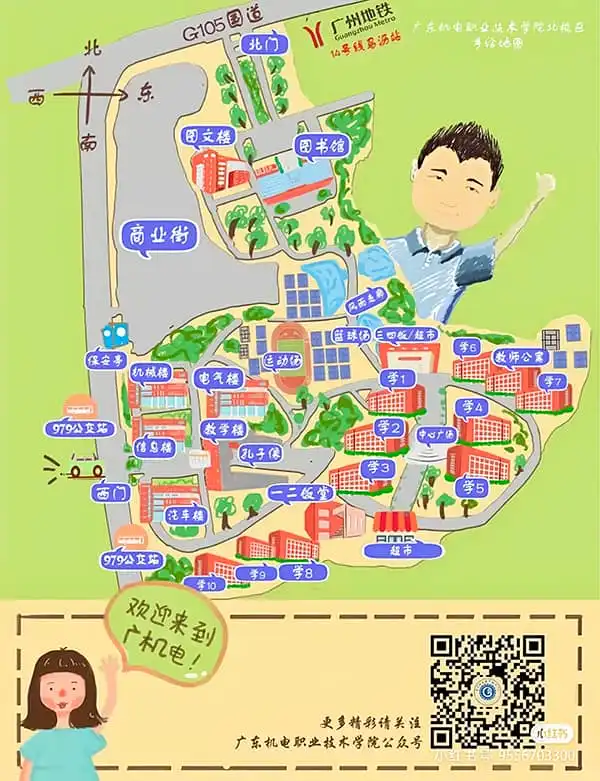 G105国道
广州地铁
Guangzhou Metro
14号线马沥站
广东机电职业技术学院北校区
手绘地图
北
西
东
南
北门
图文楼
图书馆
商业街
风雨走廊
保安亭
机械楼
电气楼
运动场
篮球场
三四饭/超市
学6
教师公寓
学7
学1
979公交站
信息楼
教学楼
孔子像
学2
中心广场
学4
西门
学3
学5
一二饭堂
汽车楼
979公交站
超市
学10
学9
学8
欢迎来到
广机电！
更多精彩请关注
广东机电职业技术学院公众号
小红书
小红书号 9556703300